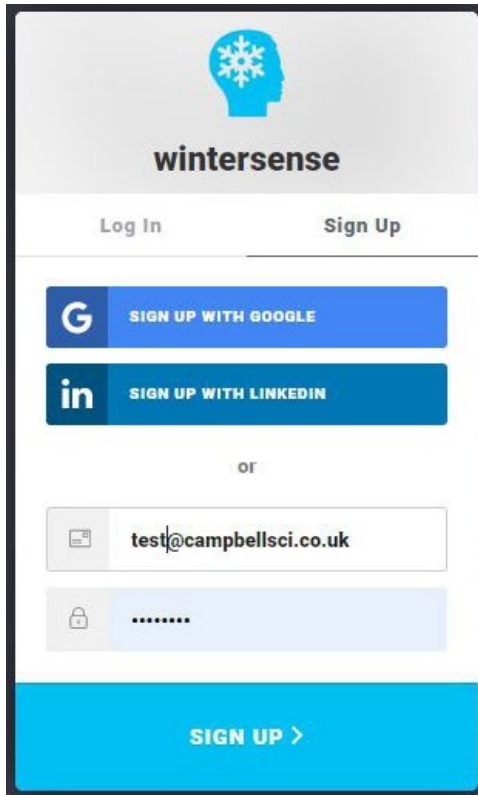 wintersense
Log In Sign Up
G SIGN UP WITH GOOGLE
in SIGN UP WITH LINKEDIN
or
test@campbellsci.co.uk
••••••••
SIGN UP >